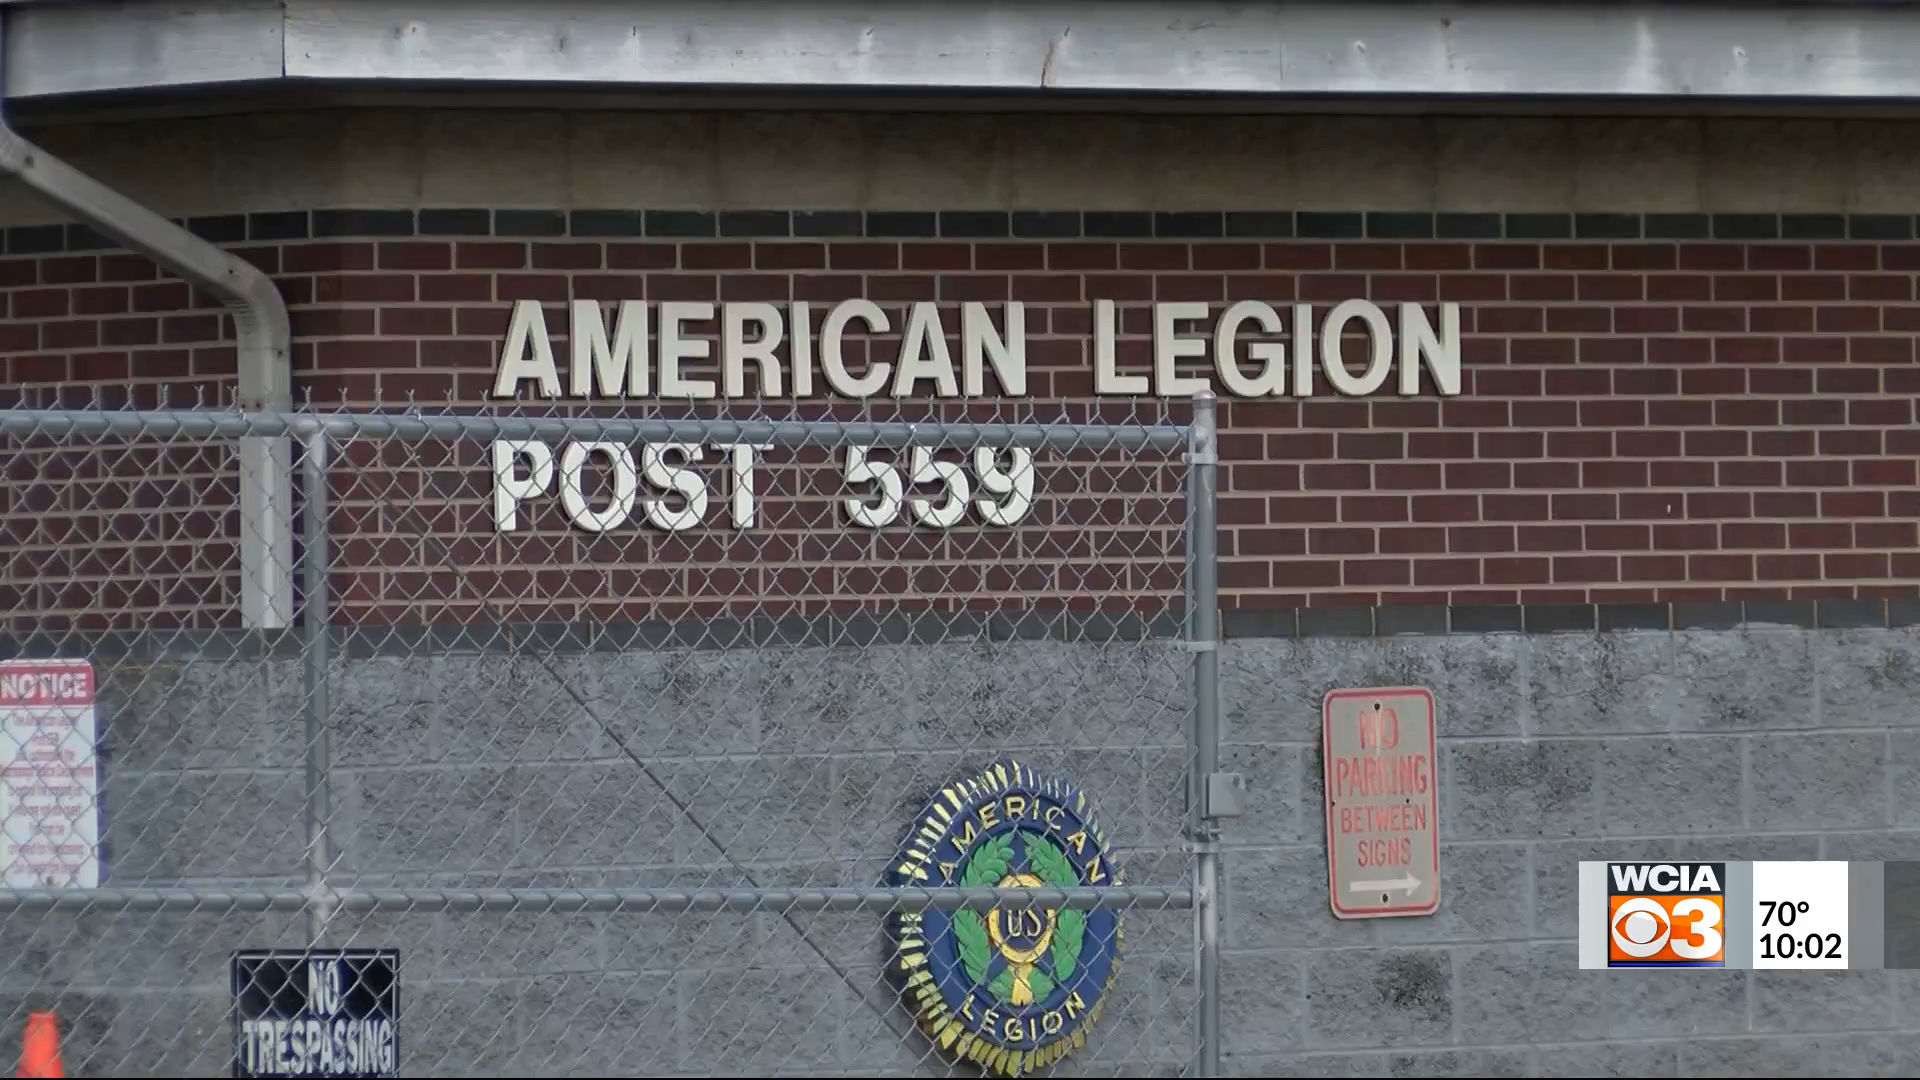 AMERICAN LEGION
POST 559
NOTICE
NO
PARKING
BETWEEN
SIGNS
AMERICAN
US
LEGION
NO
TRESPASSING
WCIA
3
70°
10:02